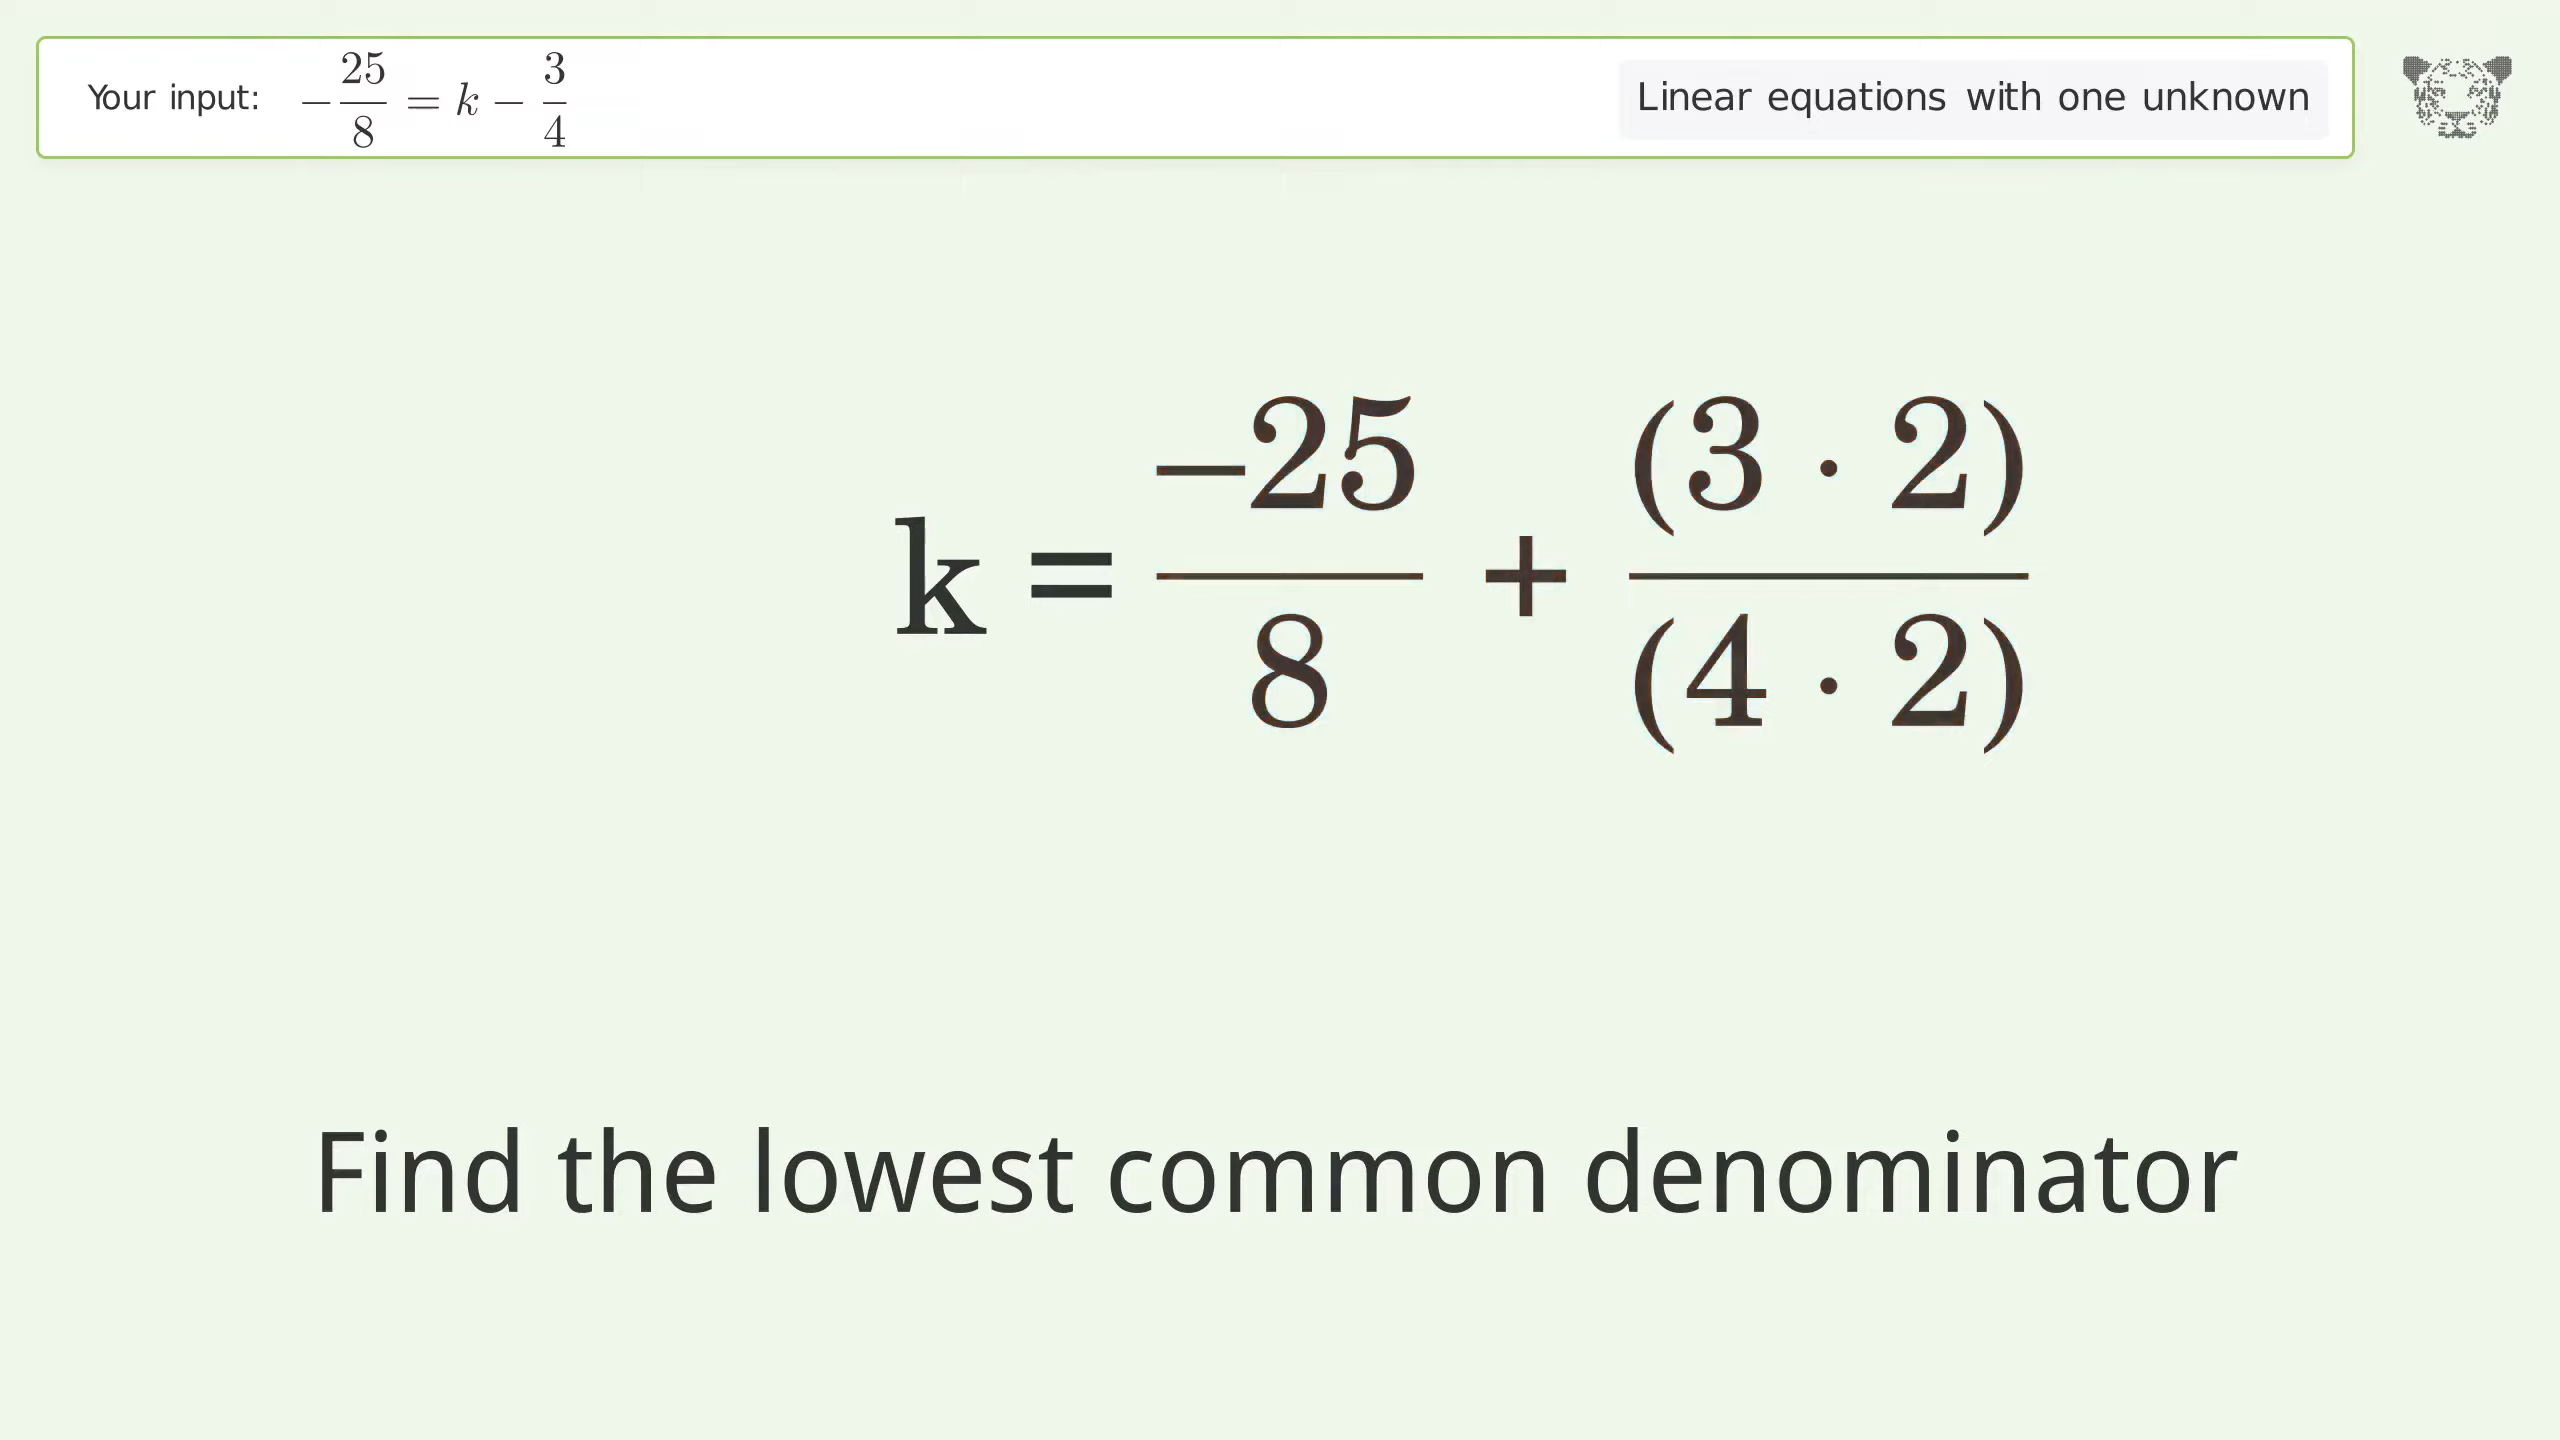 Your input: −25/8 = k − 3/4
Linear equations with one unknown
k = −25/8 + (3 · 2)/(4 · 2)
Find the lowest common denominator